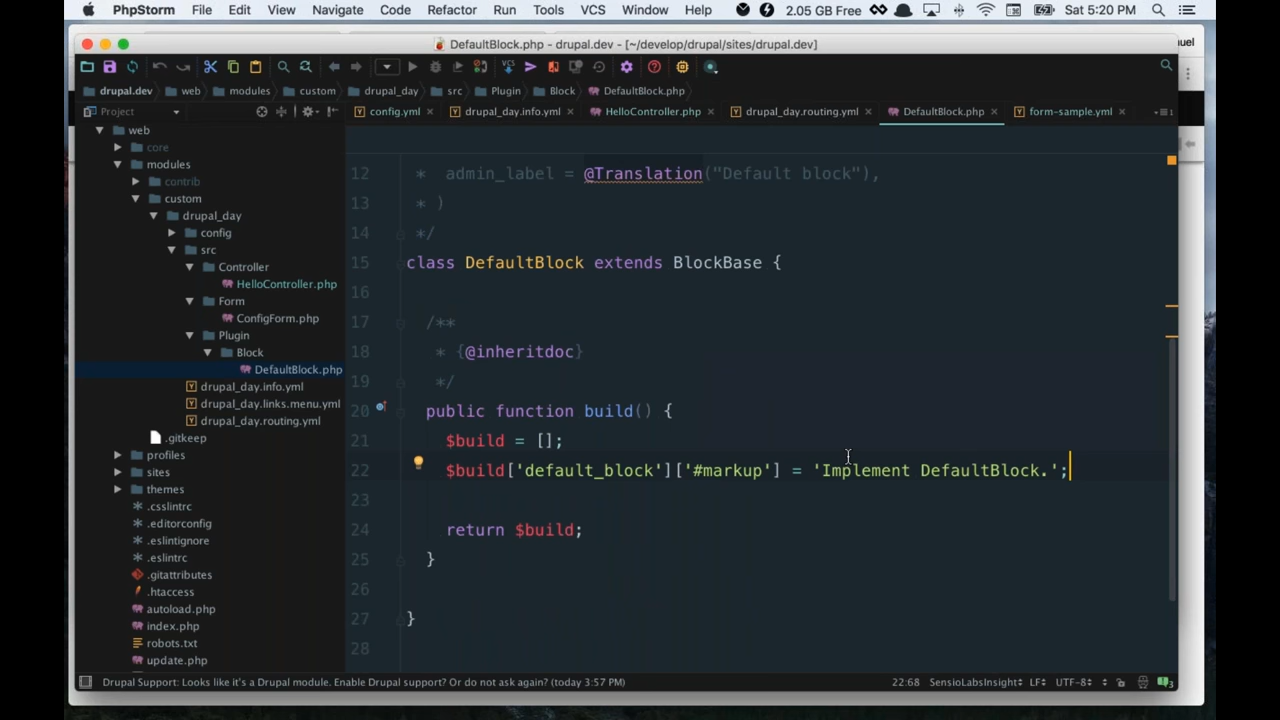 PhpStorm File Edit View Navigate Code Refactor Run Tools VCS Window Help 2.05 GB Free Sat 5:20 PM
DefaultBlock.php - drupal.dev - [~/develop/drupal/sites/drupal.dev]
uel
drupal.dev web modules custom drupal_day src Plugin Block DefaultBlock.php
Project
config.yml drupal_day.info.yml HelloController.php drupal_day.routing.yml DefaultBlock.php form-sample.yml
web
core
modules
contrib
custom
drupal_day
config
src
Controller
HelloController.php
Form
ConfigForm.php
Plugin
Block
DefaultBlock.php
drupal_day.info.yml
drupal_day.links.menu.yml
drupal_day.routing.yml
.gitkeep
profiles
sites
themes
.csslintrc
.editorconfig
.eslintignore
.eslintrc
.gitattributes
.htaccess
autoload.php
index.php
robots.txt
update.php
12 * admin_label = @Translation("Default block"),
13 * )
14 */
15 class DefaultBlock extends BlockBase {
16
17 /**
18 * {@inheritdoc}
19 */
20 public function build() {
21 $build = [];
22 $build['default_block']['#markup'] = 'Implement DefaultBlock.';
23
24 return $build;
25 }
26
27 }
28
Drupal Support: Looks like it's a Drupal module. Enable Drupal support? Or do not ask again? (today 3:57 PM) 22:68 SensioLabsInsight LF UTF-8